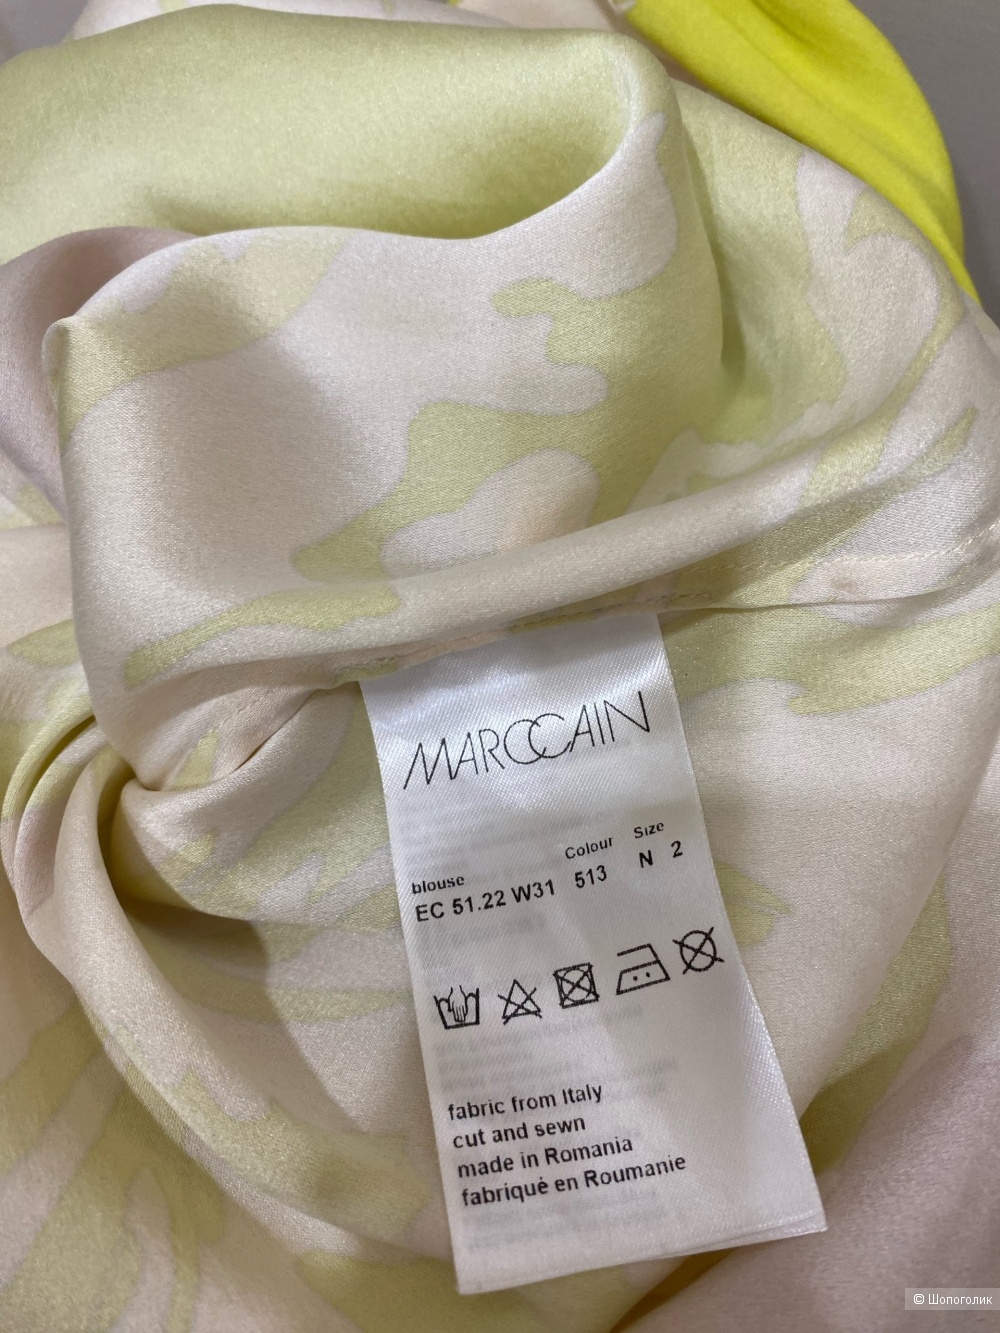 MARCCAIN
blouse
EC 51.22 W31
Colour
513
Size
N 2
fabric from Italy
cut and sewn
made in Romania
fabriquè en Roumanie
© Шопоголик